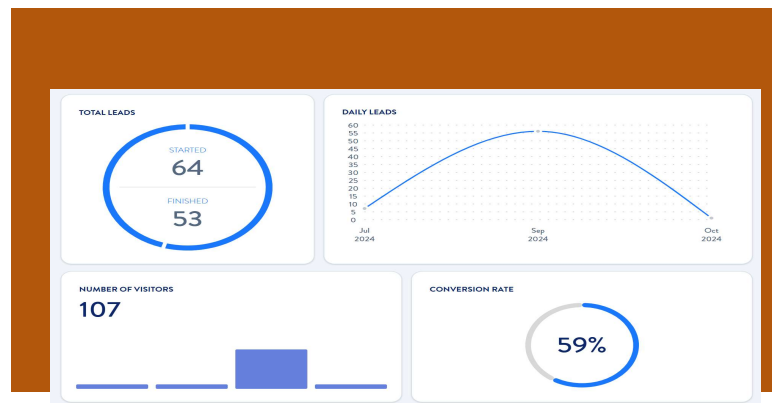 TOTAL LEADS
STARTED
64
FINISHED
53
DAILY LEADS
60
55
50
45
40
35
30
25
20
15
10
5
0
Jul
2024
Sep
2024
Oct
2024
NUMBER OF VISITORS
107
CONVERSION RATE
59%